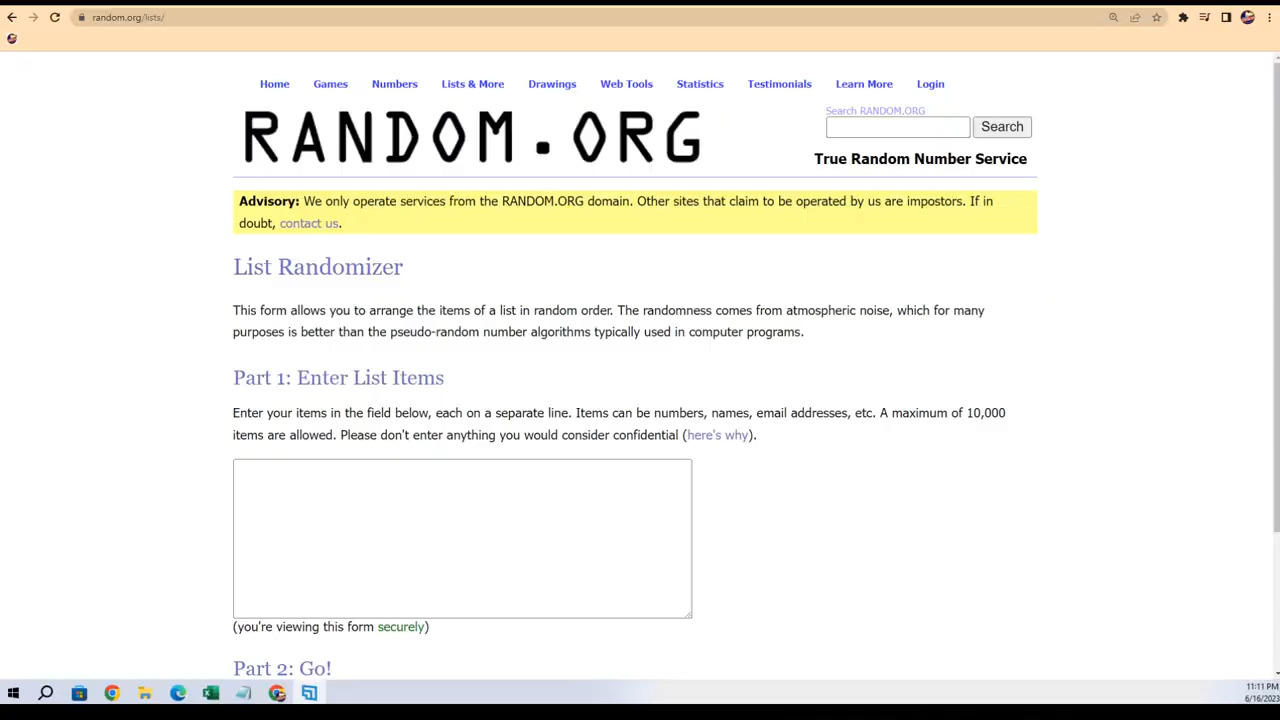 random.org/lists/
Home Games Numbers Lists & More Drawings Web Tools Statistics Testimonials Learn More Login
RANDOM.ORG
Search RANDOM.ORG
Search
True Random Number Service
Advisory: We only operate services from the RANDOM.ORG domain. Other sites that claim to be operated by us are impostors. If in
doubt, contact us.
List Randomizer
This form allows you to arrange the items of a list in random order. The randomness comes from atmospheric noise, which for many
purposes is better than the pseudo-random number algorithms typically used in computer programs.
Part 1: Enter List Items
Enter your items in the field below, each on a separate line. Items can be numbers, names, email addresses, etc. A maximum of 10,000
items are allowed. Please don't enter anything you would consider confidential (here's why).
(you're viewing this form securely)
Part 2: Go!
11:11 PM
6/16/2023